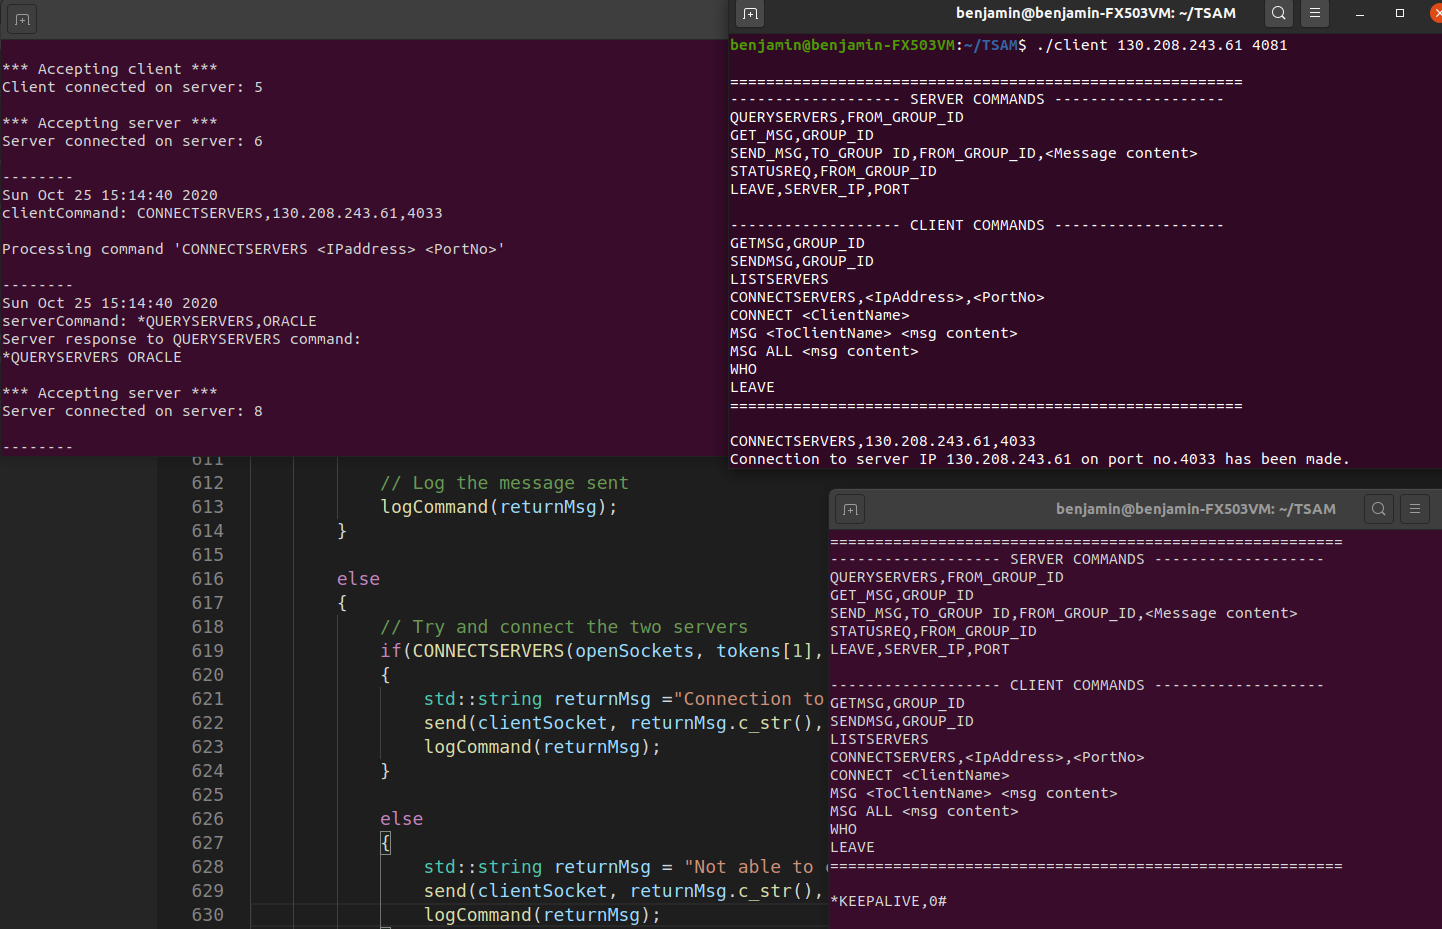 *** Accepting client ***
Client connected on server: 5
*** Accepting server ***
Server connected on server: 6
--------
Sun Oct 25 15:14:40 2020
clientCommand: CONNECTSERVERS,130.208.243.61,4033
Processing command 'CONNECTSERVERS <IPaddress> <PortNo>'
--------
Sun Oct 25 15:14:40 2020
serverCommand: *QUERYSERVERS,ORACLE
Server response to QUERYSERVERS command:
*QUERYSERVERS ORACLE
*** Accepting server ***
Server connected on server: 8
--------
benjamin@benjamin-FX503VM: ~/TSAM
benjamin@benjamin-FX503VM:~/TSAM$ ./client 130.208.243.61 4081
=========================================================
------------------- SERVER COMMANDS -------------------
QUERYSERVERS,FROM_GROUP_ID
GET_MSG,GROUP_ID
SEND_MSG,TO_GROUP ID,FROM_GROUP_ID,<Message content>
STATUSREQ,FROM_GROUP_ID
LEAVE,SERVER_IP,PORT
------------------- CLIENT COMMANDS -------------------
GETMSG,GROUP_ID
SENDMSG,GROUP_ID
LISTSERVERS
CONNECTSERVERS,<IpAddress>,<PortNo>
CONNECT <ClientName>
MSG <ToClientName> <msg content>
MSG ALL <msg content>
WHO
LEAVE
=========================================================
CONNECTSERVERS,130.208.243.61,4033
Connection to server IP 130.208.243.61 on port no.4033 has been made.
611
612 // Log the message sent
613 logCommand(returnMsg);
614 }
615
616 else
617 {
618 // Try and connect the two servers
619 if(CONNECTSERVERS(openSockets, tokens[1],
620 {
621 std::string returnMsg ="Connection to
622 send(clientSocket, returnMsg.c_str(),
623 logCommand(returnMsg);
624 }
625
626 else
627 {
628 std::string returnMsg = "Not able to
629 send(clientSocket, returnMsg.c_str(),
630 logCommand(returnMsg);
benjamin@benjamin-FX503VM: ~/TSAM
=========================================================
------------------- SERVER COMMANDS -------------------
QUERYSERVERS,FROM_GROUP_ID
GET_MSG,GROUP_ID
SEND_MSG,TO_GROUP ID,FROM_GROUP_ID,<Message content>
STATUSREQ,FROM_GROUP_ID
LEAVE,SERVER_IP,PORT
------------------- CLIENT COMMANDS -------------------
GETMSG,GROUP_ID
SENDMSG,GROUP_ID
LISTSERVERS
CONNECTSERVERS,<IpAddress>,<PortNo>
CONNECT <ClientName>
MSG <ToClientName> <msg content>
MSG ALL <msg content>
WHO
LEAVE
=========================================================
*KEEPALIVE,0#